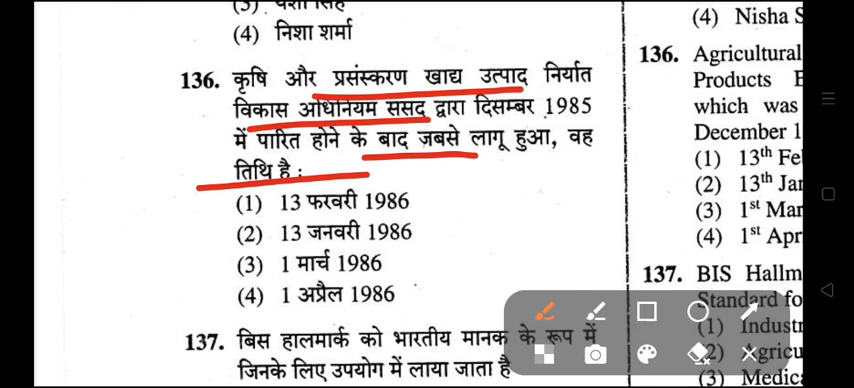 (4) निशा शर्मा
136. कृषि और प्रसंस्करण खाद्य उत्पाद निर्यात
विकास अधिनियम संसद द्वारा दिसम्बर 1985
में पारित होने के बाद जबसे लागू हुआ, वह
तिथि है :
(1) 13 फरवरी 1986
(2) 13 जनवरी 1986
(3) 1 मार्च 1986
(4) 1 अप्रैल 1986
137. बिस हालमार्क को भारतीय मानक के रूप में
जिनके लिए उपयोग में लाया जाता है
(4) Nisha S
136. Agricultural
Products E
which was
December 1
(1) 13th Fe
(2) 13th Jan
(3) 1st Mar
(4) 1st Apr
137. BIS Hallm
Standard fo
(1) Industr
(2) Agricu
(3) Medica